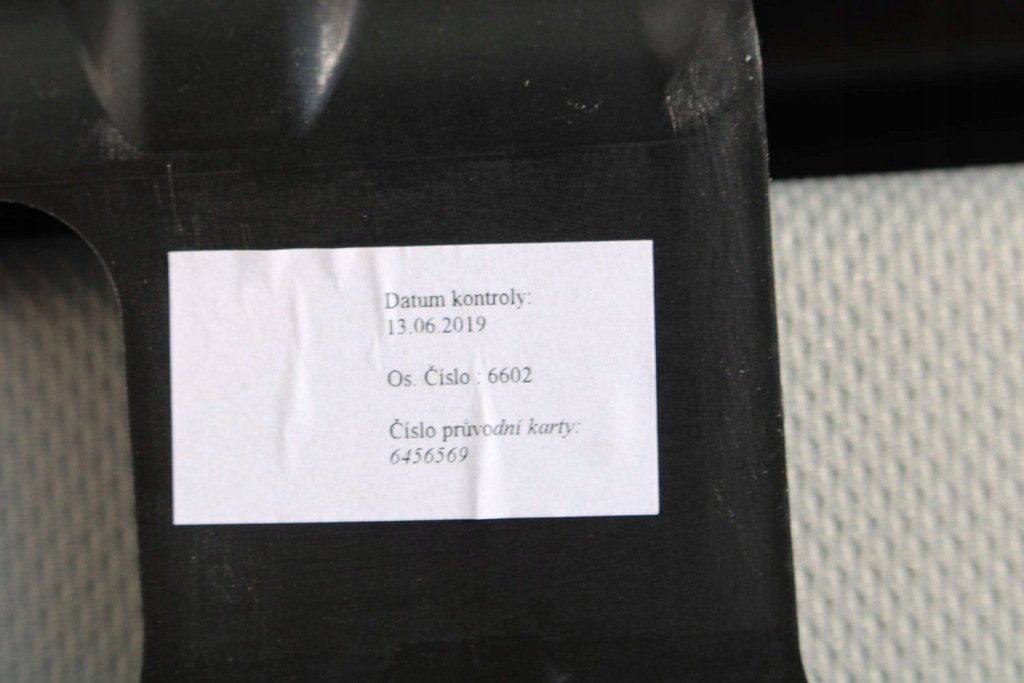 Datum kontroly:
13.06.2019
Os. Číslo : 6602
Číslo průvodní karty:
6456569